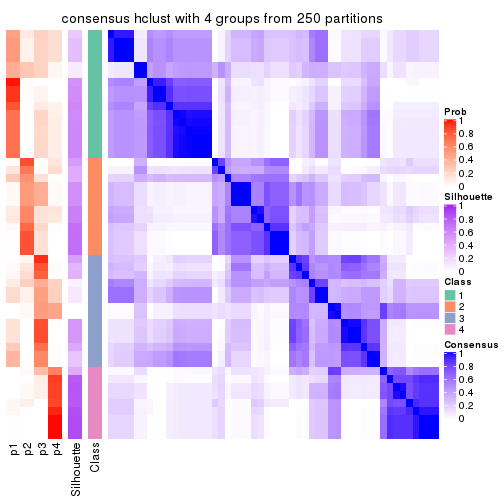 consensus hclust with 4 groups from 250 partitions
Prob
1
0.8
0.6
0.4
0.2
0
Silhouette
1
0.8
0.6
0.4
0.2
0
Class
1
2
3
4
Consensus
1
0.8
0.6
0.4
0.2
0
p1
p2
p3
p4
Silhouette
Class